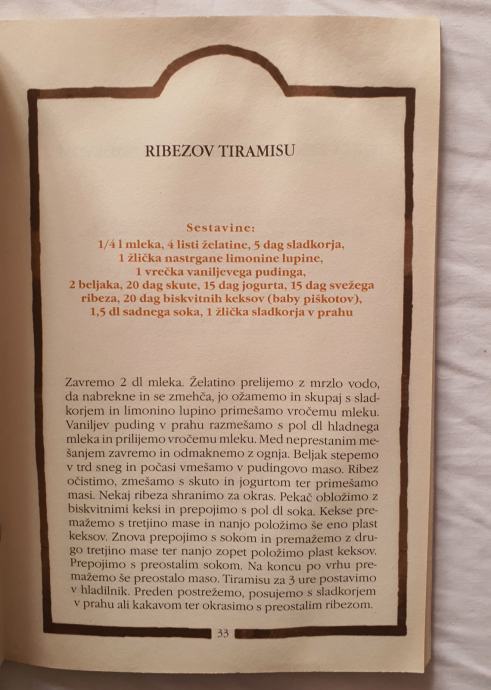 RIBEZOV TIRAMISU
Sestavine:
1/4 l mleka, 4 listi želatine, 5 dag sladkorja,
1 žlička nastrgane limonine lupine,
1 vrečka vaniljevega pudinga,
2 beljaka, 20 dag skute, 15 dag jogurta, 15 dag svežega
ribeza, 20 dag biskvitnih keksov (baby piškotov),
1,5 dl sadnega soka, 1 žlička sladkorja v prahu
Zavremo 2 dl mleka. Želatino prelijemo z mrzlo vodo,
da nabrekne in se zmehča, jo ožamemo in skupaj s slad-
korjem in limonino lupino primešamo vročemu mleku.
Vaniljev puding v prahu razmešamo s pol dl hladnega
mleka in prilijemo vročemu mleku. Med neprestanim me-
šanjem zavremo in odmaknemo z ognja. Beljak stepemo
v trd sneg in počasi vmešamo v pudingovo maso. Ribez
očistimo, zmešamo s skuto in jogurtom ter primešamo
masi. Nekaj ribeza shranimo za okras. Pekač obložimo z
biskvitnimi keksi in prepojimo s pol dl soka. Kekse pre-
mažemo s tretjino mase in nanjo položimo še eno plast
keksov. Znova prepojimo s sokom in premažemo z dru-
go tretjino mase ter nanjo zopet položimo plast keksov.
Prepojimo s preostalim sokom. Na koncu po vrhu pre-
mažemo še preostalo maso. Tiramisu za 3 ure postavimo
v hladilnik. Preden postrežemo, posujemo s sladkorjem
v prahu ali kakavom ter okrasimo s preostalim ribezom.
33